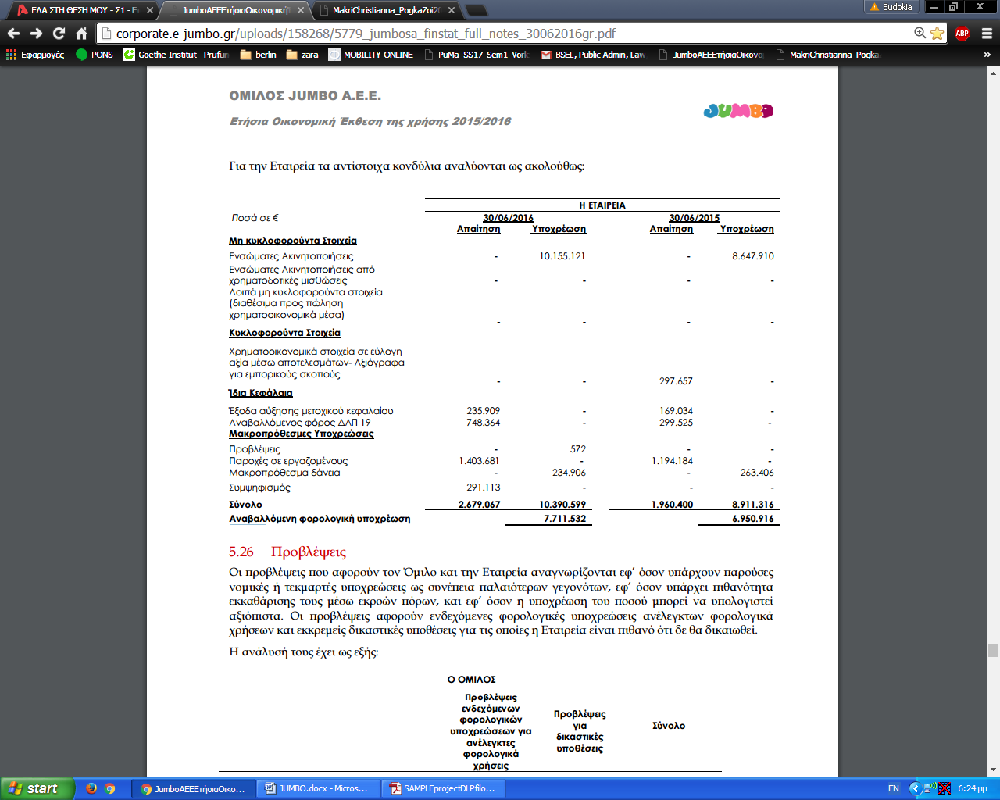 ΕΛΑ ΣΤΗ ΘΕΣΗ ΜΟΥ - Σ1 - Ε
JumboΑΕΕΕτήσιαΟικονομική
MakriChristianna_PogkaZoi20
Eudokia
corporate.e-jumbo.gr/uploads/158268/5779_jumbosa_finstat_full_notes_30062016gr.pdf
ABP
Εφαρμογές PONS Goethe-Institut - Prüfun berlin zara MOBILITY-ONLINE PuMa_SS17_Sem1_Vorle BSEL, Public Admin, Law JumboΑΕΕΕτήσιαΟικονο MakriChristianna_PogkaZ »
ΟΜΙΛΟΣ JUMBO Α.Ε.Ε.
JUMBO
Ετήσια Οικονομική Έκθεση της χρήσης 2015/2016
Για την Εταιρεία τα αντίστοιχα κονδύλια αναλύονται ως ακολούθως:
Η ΕΤΑΙΡΕΙΑ
Ποσά σε € 30/06/2016 30/06/2015
Απαίτηση Υποχρέωση Απαίτηση Υποχρέωση
Μη κυκλοφορούντα Στοιχεία
Ενσώματες Ακινητοποιήσεις - 10.155.121 - 8.647.910
Ενσώματες Ακινητοποιήσεις από
χρηματοδοτικές μισθώσεις - - - -
Λοιπά μη κυκλοφορούντα στοιχεία
(διαθέσιμα προς πώληση
χρηματοοικονομικά μέσα)
- - - -
Κυκλοφορούντα Στοιχεία
Χρηματοοικονομικά στοιχεία σε εύλογη
αξία μέσω αποτελεσμάτων- Αξιόγραφα
για εμπορικούς σκοπούς
- - 297.657 -
Ίδια Κεφάλαια
Έξοδα αύξησης μετοχικού κεφαλαίου 235.909 - 169.034 -
Αναβαλλόμενος φόρος ΔΛΠ 19 748.364 - 299.525 -
Μακροπρόθεσμες Υποχρεώσεις
Προβλέψεις - 572 - -
Παροχές σε εργαζομένους 1.403.681 - 1.194.184 -
Μακροπρόθεσμα δάνεια - 234.906 - 263.406
Συμψηφισμός 291.113 - - -
Σύνολο 2.679.067 10.390.599 1.960.400 8.911.316
Αναβαλλόμενη φορολογική υποχρέωση 7.711.532 6.950.916
5.26 Προβλέψεις
Οι προβλέψεις που αφορούν τον Όμιλο και την Εταιρεία αναγνωρίζονται εφ’ όσον υπάρχουν παρούσες
νομικές ή τεκμαρτές υποχρεώσεις ως συνέπεια παλαιότερων γεγονότων, εφ’ όσον υπάρχει πιθανότητα
εκκαθάρισης τους μέσω εκροών πόρων, και εφ’ όσον η υποχρέωση του ποσού μπορεί να υπολογιστεί
αξιόπιστα. Οι προβλέψεις αφορούν ενδεχόμενες φορολογικές υποχρεώσεις ανέλεγκτων φορολογικά
χρήσεων και εκκρεμείς δικαστικές υποθέσεις για τις οποίες η Εταιρεία είναι πιθανό ότι δε θα δικαιωθεί.
Η ανάλυσή τους έχει ως εξής:
Ο ΟΜΙΛΟΣ
Προβλέψεις
ενδεχόμενων
φορολογικών
υποχρεώσεων για
ανέλεγκτες
φορολογικά
χρήσεις
Προβλέψεις
για
δικαστικές
υποθέσεις
Σύνολο
start JumboΑΕΕΕτήσιαΟικο... JUMBO.docx - Micros... SAMPLEprojectDLPfilo... EN 6:24 μμ